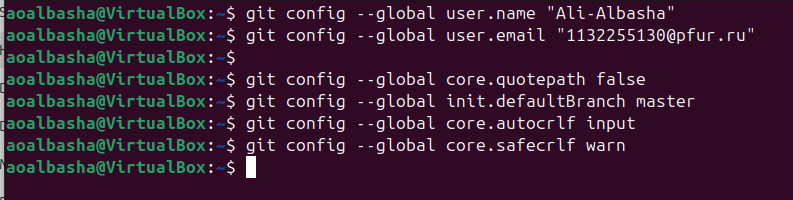 aoalbasha@VirtualBox:~$ git config --global user.name "Ali-Albasha"
aoalbasha@VirtualBox:~$ git config --global user.email "1132255130@pfur.ru"
aoalbasha@VirtualBox:~$
aoalbasha@VirtualBox:~$ git config --global core.quotepath false
aoalbasha@VirtualBox:~$ git config --global init.defaultBranch master
aoalbasha@VirtualBox:~$ git config --global core.autocrlf input
aoalbasha@VirtualBox:~$ git config --global core.safecrlf warn
aoalbasha@VirtualBox:~$